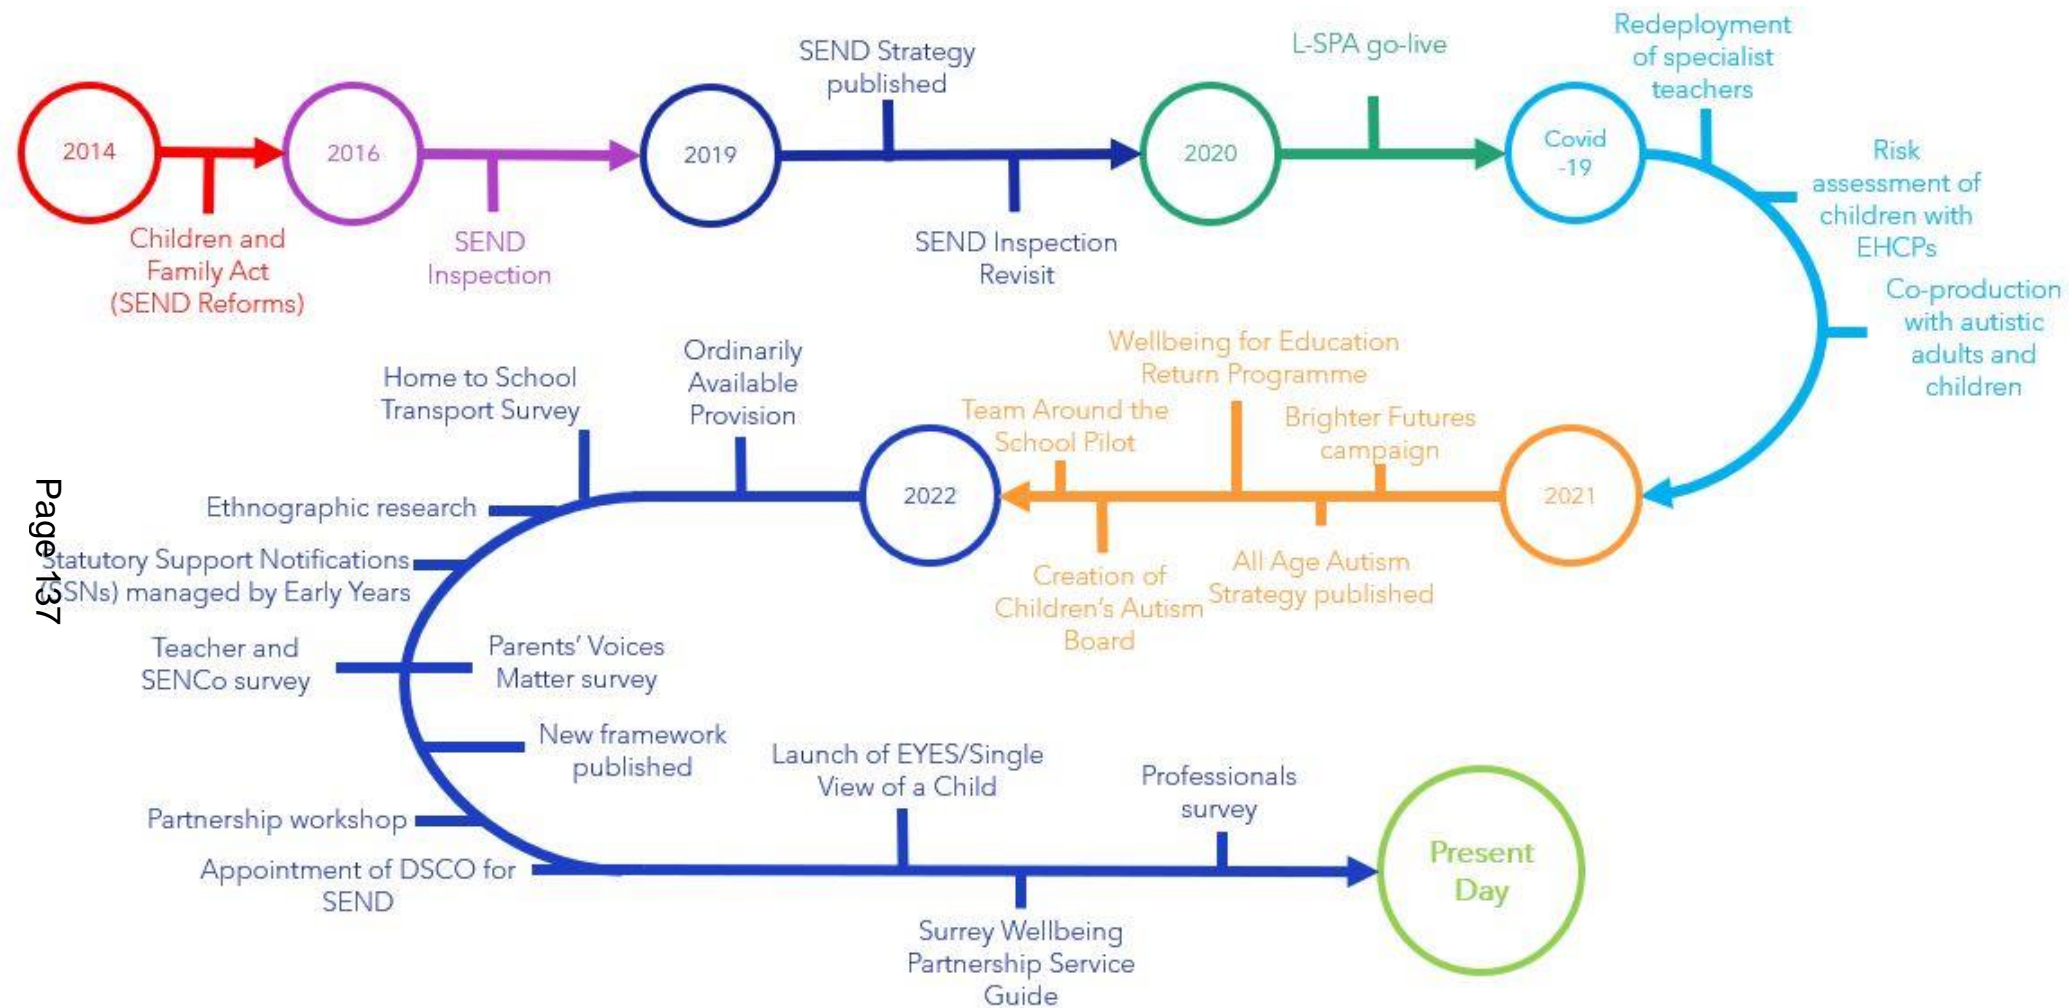 2014
Children and
Family Act
(SEND Reforms)
2016
SEND
Inspection
2019
SEND Strategy
published
SEND Inspection
Revisit
2020
L-SPA go-live
Covid
-19
Redeployment
of specialist
teachers
Risk
assessment of
children with
EHCPs
Co-production
with autistic
adults and
children
2021
Brighter Futures
campaign
All Age Autism
Strategy published
Wellbeing for Education
Return Programme
Creation of
Children's Autism
Board
Team Around the
School Pilot
2022
Ordinarily
Available
Provision
Home to School
Transport Survey
Ethnographic research
Statutory Support Notifications
(SSNs) managed by Early Years
Teacher and
SENCo survey
Parents' Voices
Matter survey
New framework
published
Partnership workshop
Appointment of DSCO for
SEND
Launch of EYES/Single
View of a Child
Surrey Wellbeing
Partnership Service
Guide
Professionals
survey
Present
Day
Page 137